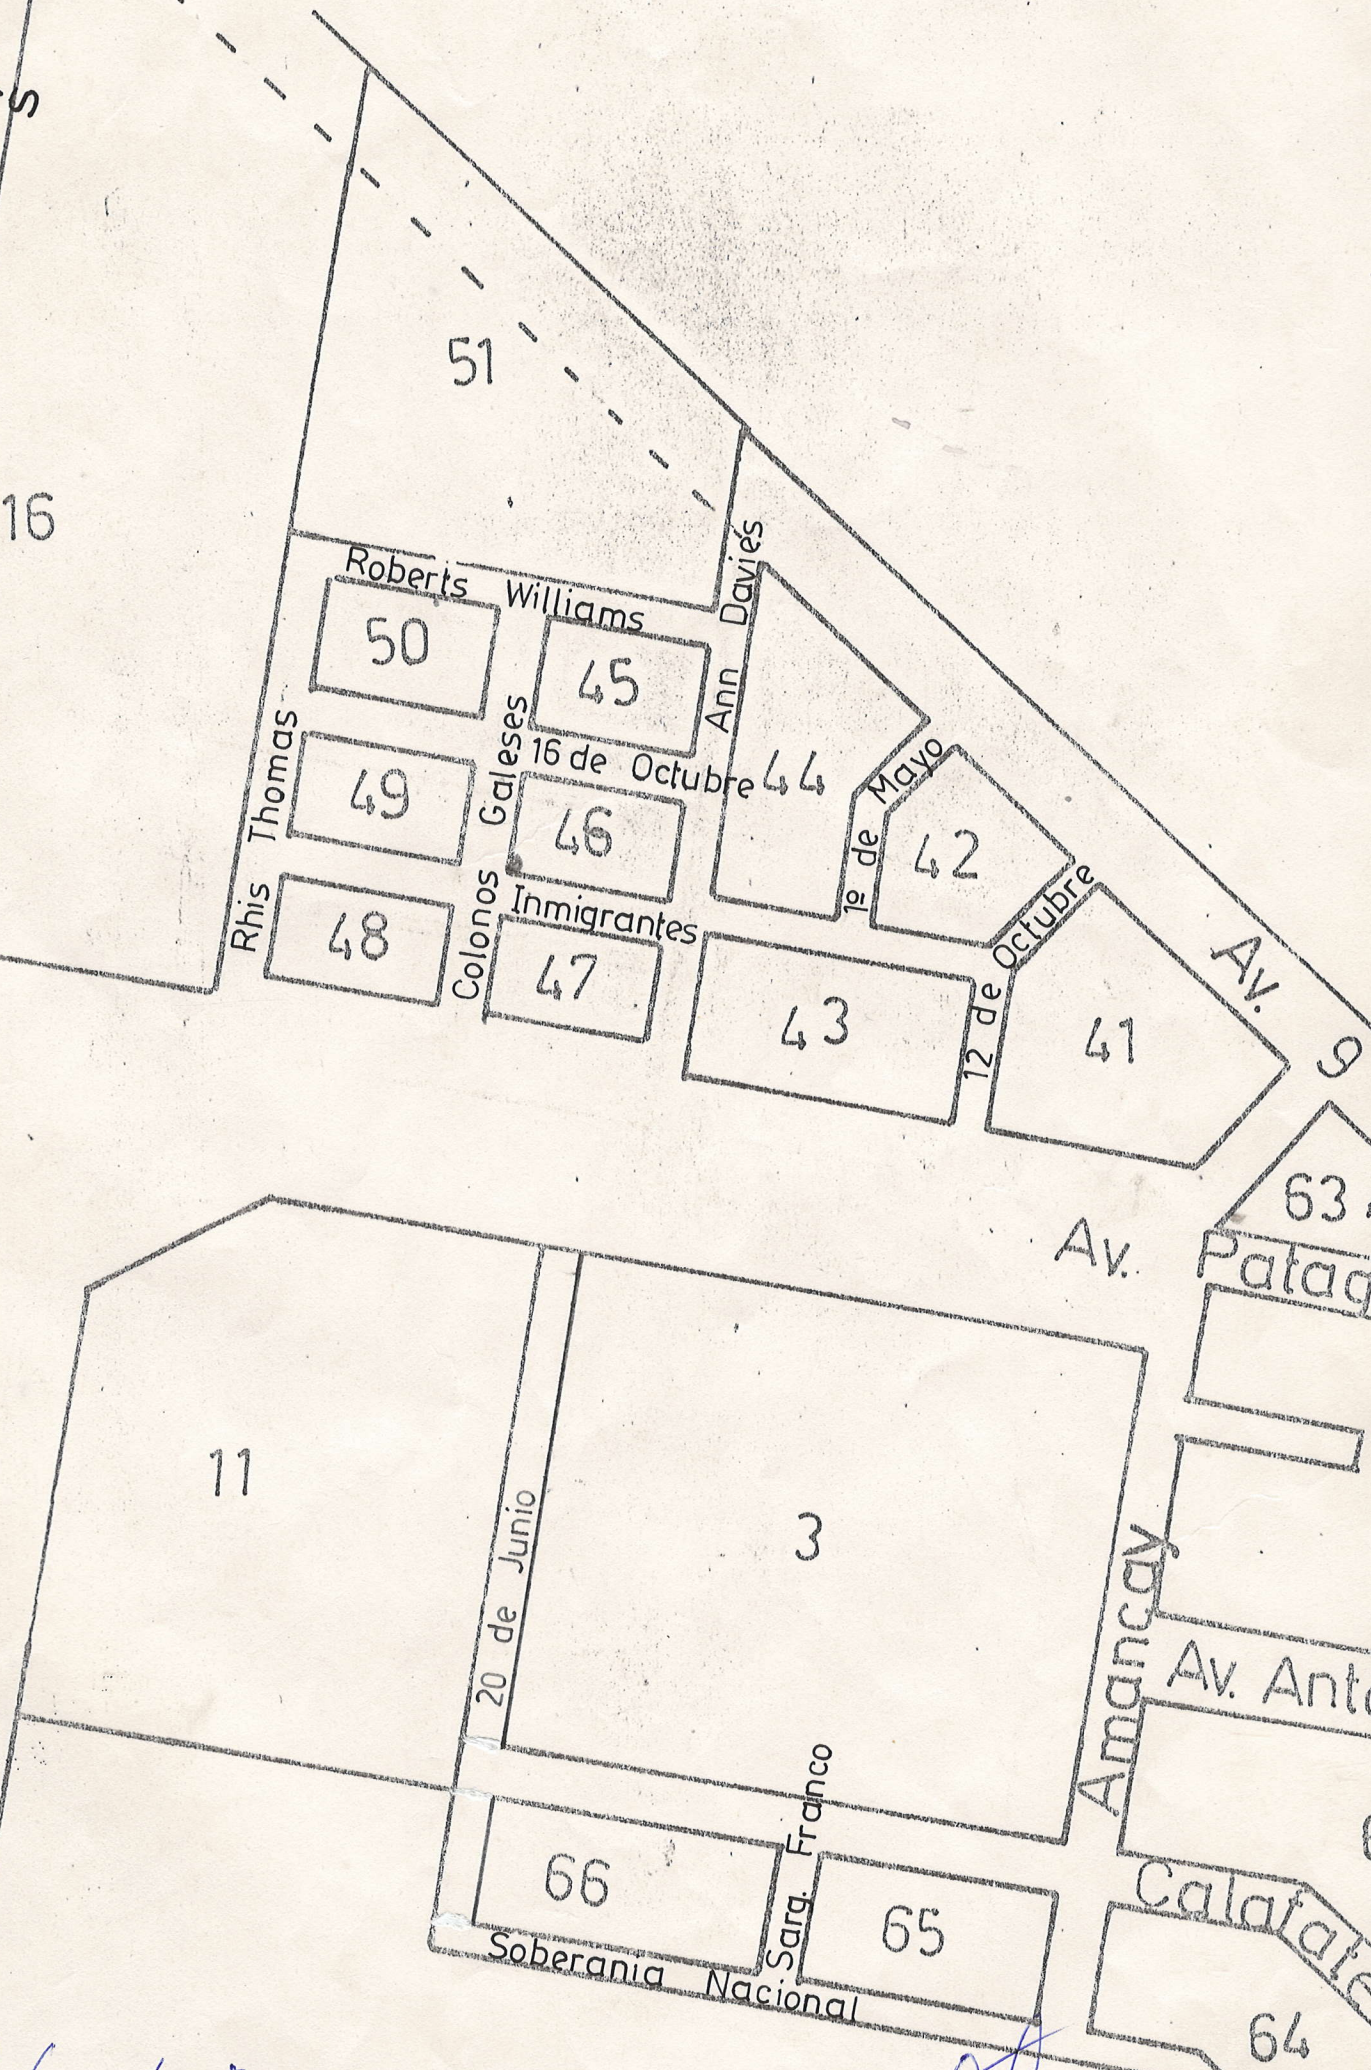 s
51
16
Roberts Williams
50
45
Ann Daviés
Thomas
Rhis
Colonos Galeses
16 de Octubre
44
1º de Mayo
49
46
42
12 de Octubre
48
Inmigrantes
47
43
41
Av. 9
63
Av. Patag
11
3
20 de Junio
Amancay
Av. Ant
Sarg. Franco
66
65
Calafate
Soberania Nacional
64